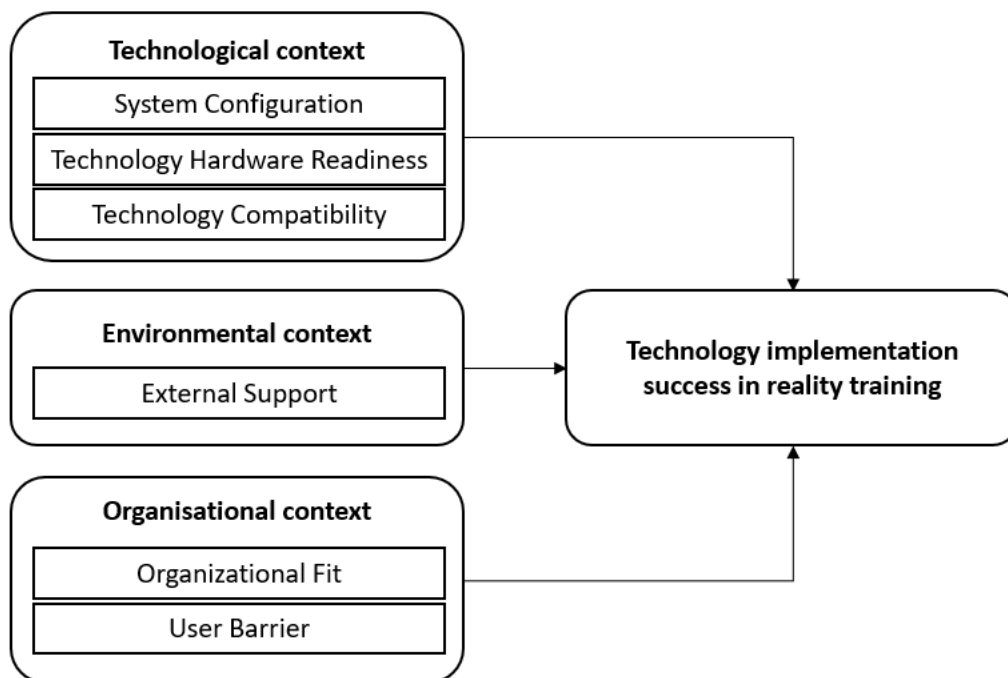 Technological context
System Configuration
Technology Hardware Readiness
Technology Compatibility
Environmental context
External Support
Organisational context
Organizational Fit
User Barrier
Technology implementation
success in reality training